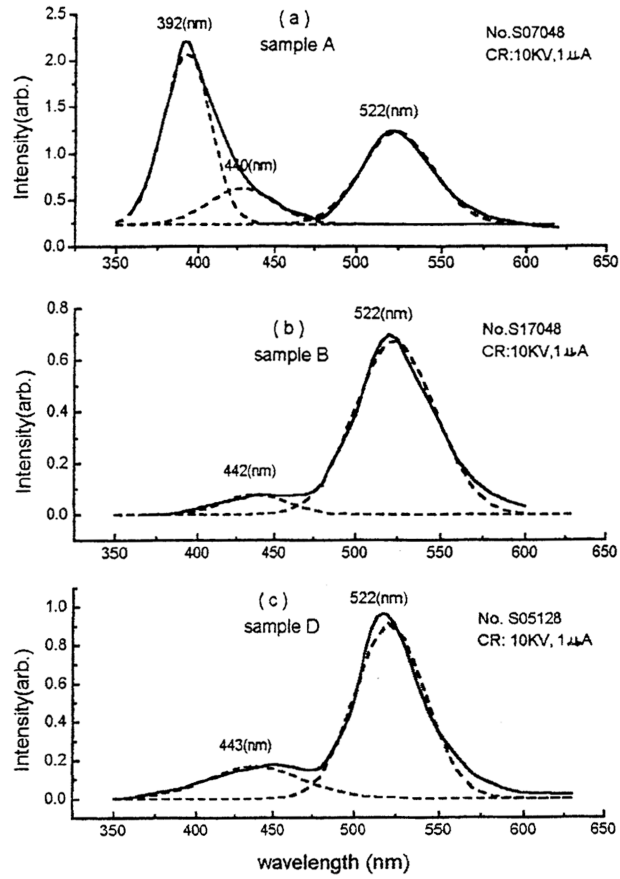 (a)
392(nm)
sample A
No.S07048
CR:10KV,1μA
522(nm)
440(nm)
Intensity(arb.)
2.5
2.0
1.5
1.0
0.5
0.0
350 400 450 500 550 600 650
(b)
522(nm)
sample B
No.S17048
CR:10KV,1μA
442(nm)
Intensity(arb.)
0.8
0.6
0.4
0.2
0.0
350 400 450 500 550 600 650
(c)
522(nm)
sample D
No. S05128
CR: 10KV, 1μA
443(nm)
Intensity(arb.)
1.0
0.8
0.6
0.4
0.2
0.0
350 400 450 500 550 600 650
wavelength (nm)